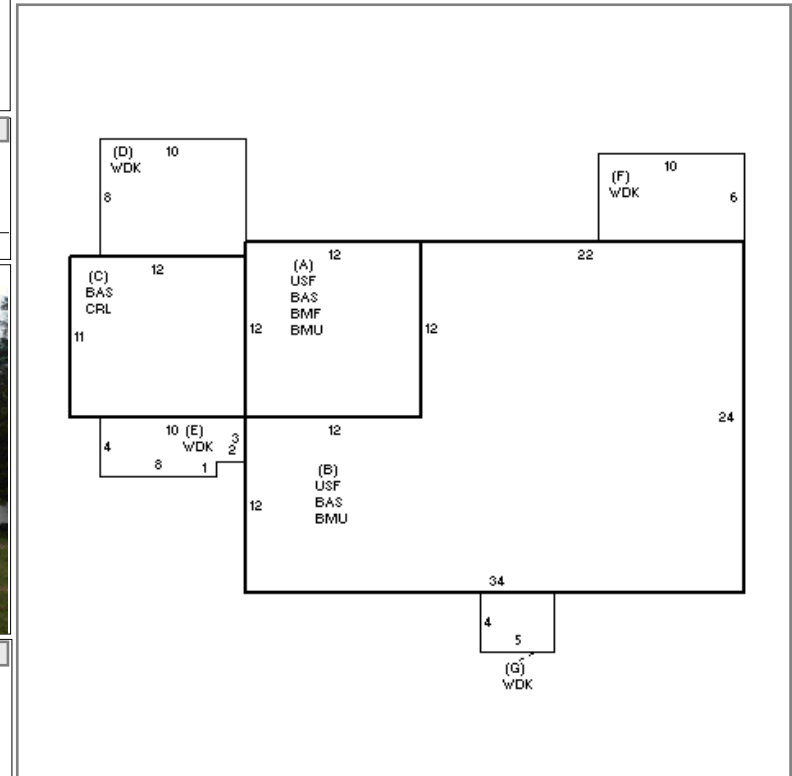 (D) 10
WDK
8
10
(F)
WDK 6
12
(C)
BAS
CRL
11
12
(A)
USF
BAS
BMF
BMU
12
12
22
24
10 (E)
WDK
3
2
4
8
1
12
(B)
USF
BAS
BMU
12
34
4
5
(G)
WDK